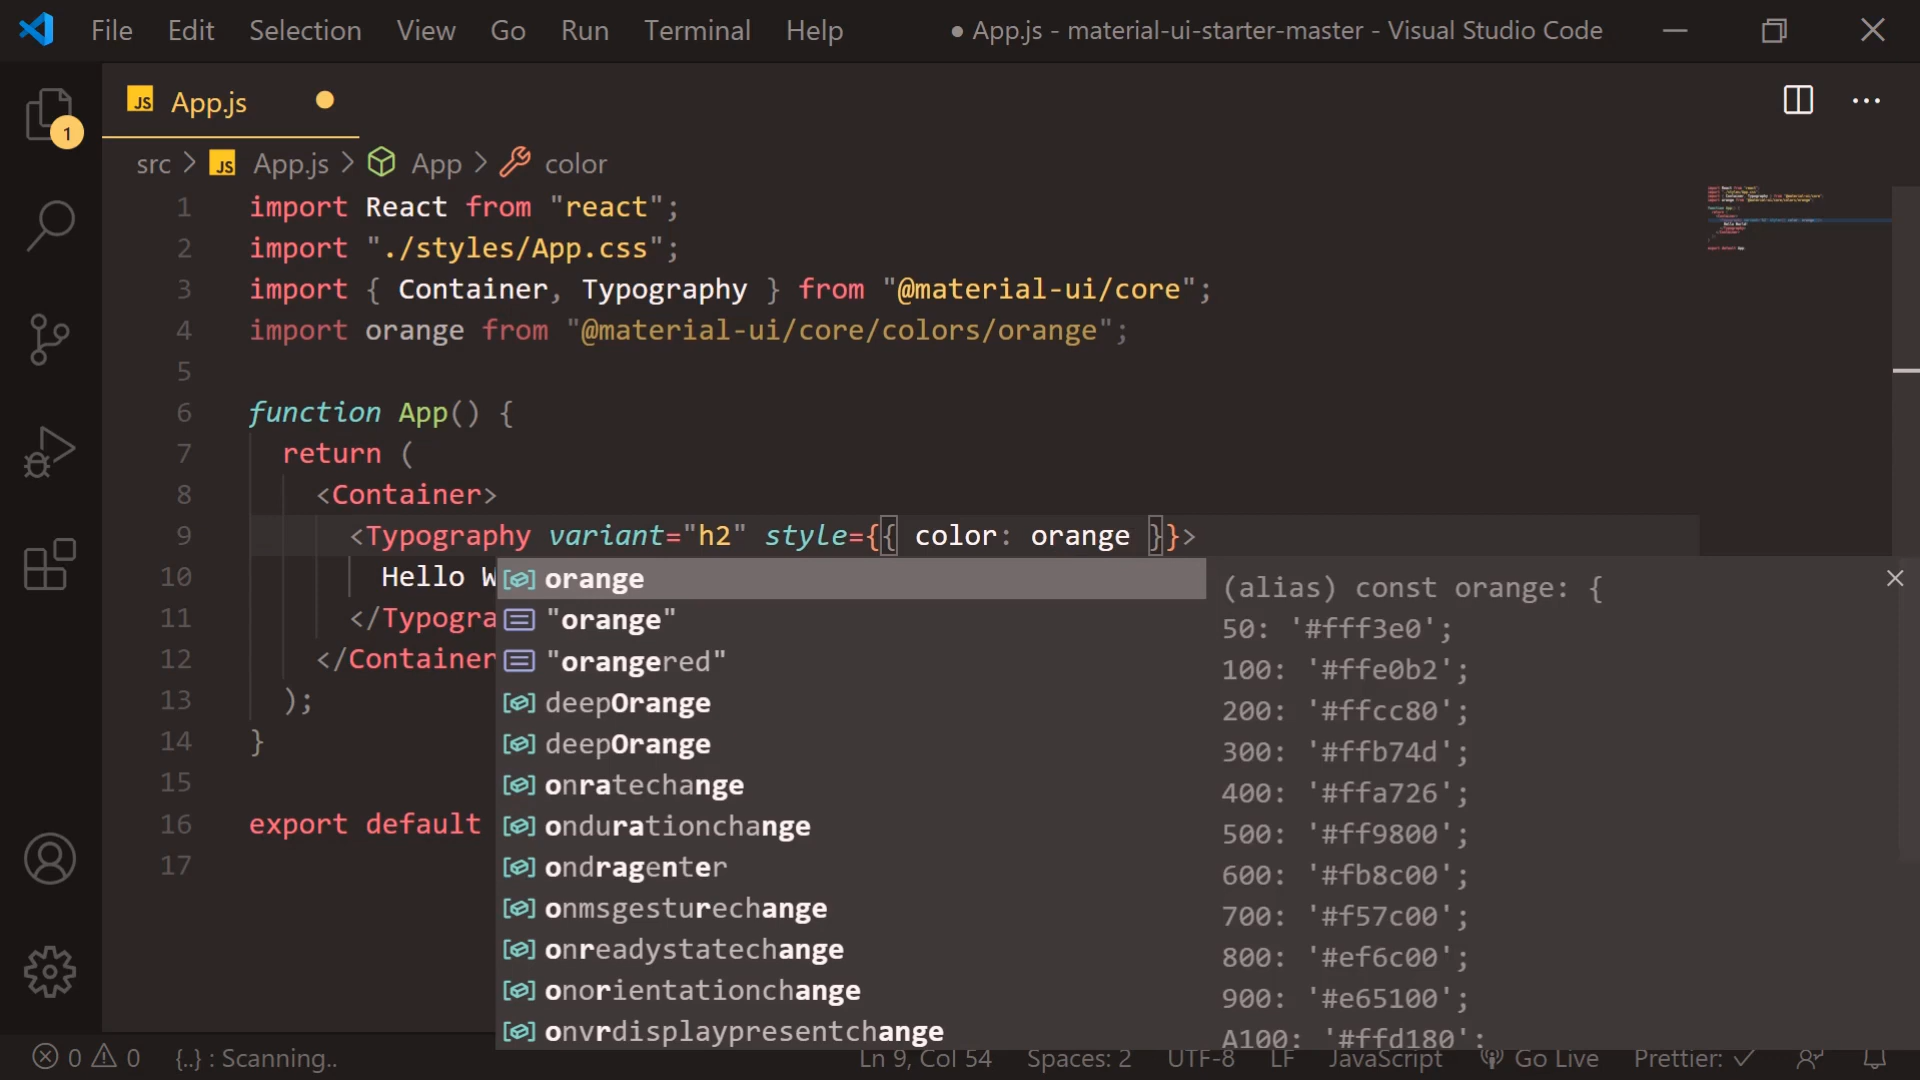 File Edit Selection View Go Run Terminal Help ● App.js - material-ui-starter-master - Visual Studio Code
JS App.js
1
src > JS App.js > App > color
1 import React from "react";
2 import "./styles/App.css";
3 import { Container, Typography } from "@material-ui/core";
4 import orange from "@material-ui/core/colors/orange";
5
6 function App() {
7 return (
8 <Container>
9 <Typography variant="h2" style={{ color: orange }}>
10 Hello W
11 </Typogra
12 </Container
13 );
14 }
15
16 export default
17
orange
"orange"
"orangered"
deepOrange
deepOrange
onratechange
ondurationchange
ondragenter
onmsgesturechange
onreadystatechange
onorientationchange
onvrdisplaypresentchange
(alias) const orange: {
50: '#fff3e0';
100: '#ffe0b2';
200: '#ffcc80';
300: '#ffb74d';
400: '#ffa726';
500: '#ff9800';
600: '#fb8c00';
700: '#f57c00';
800: '#ef6c00';
900: '#e65100';
A100: '#ffd180';
0 0 {..} : Scanning.. Ln 9, Col 54 Spaces: 2 UTF-8 LF JavaScript Go Live Prettier: ✓